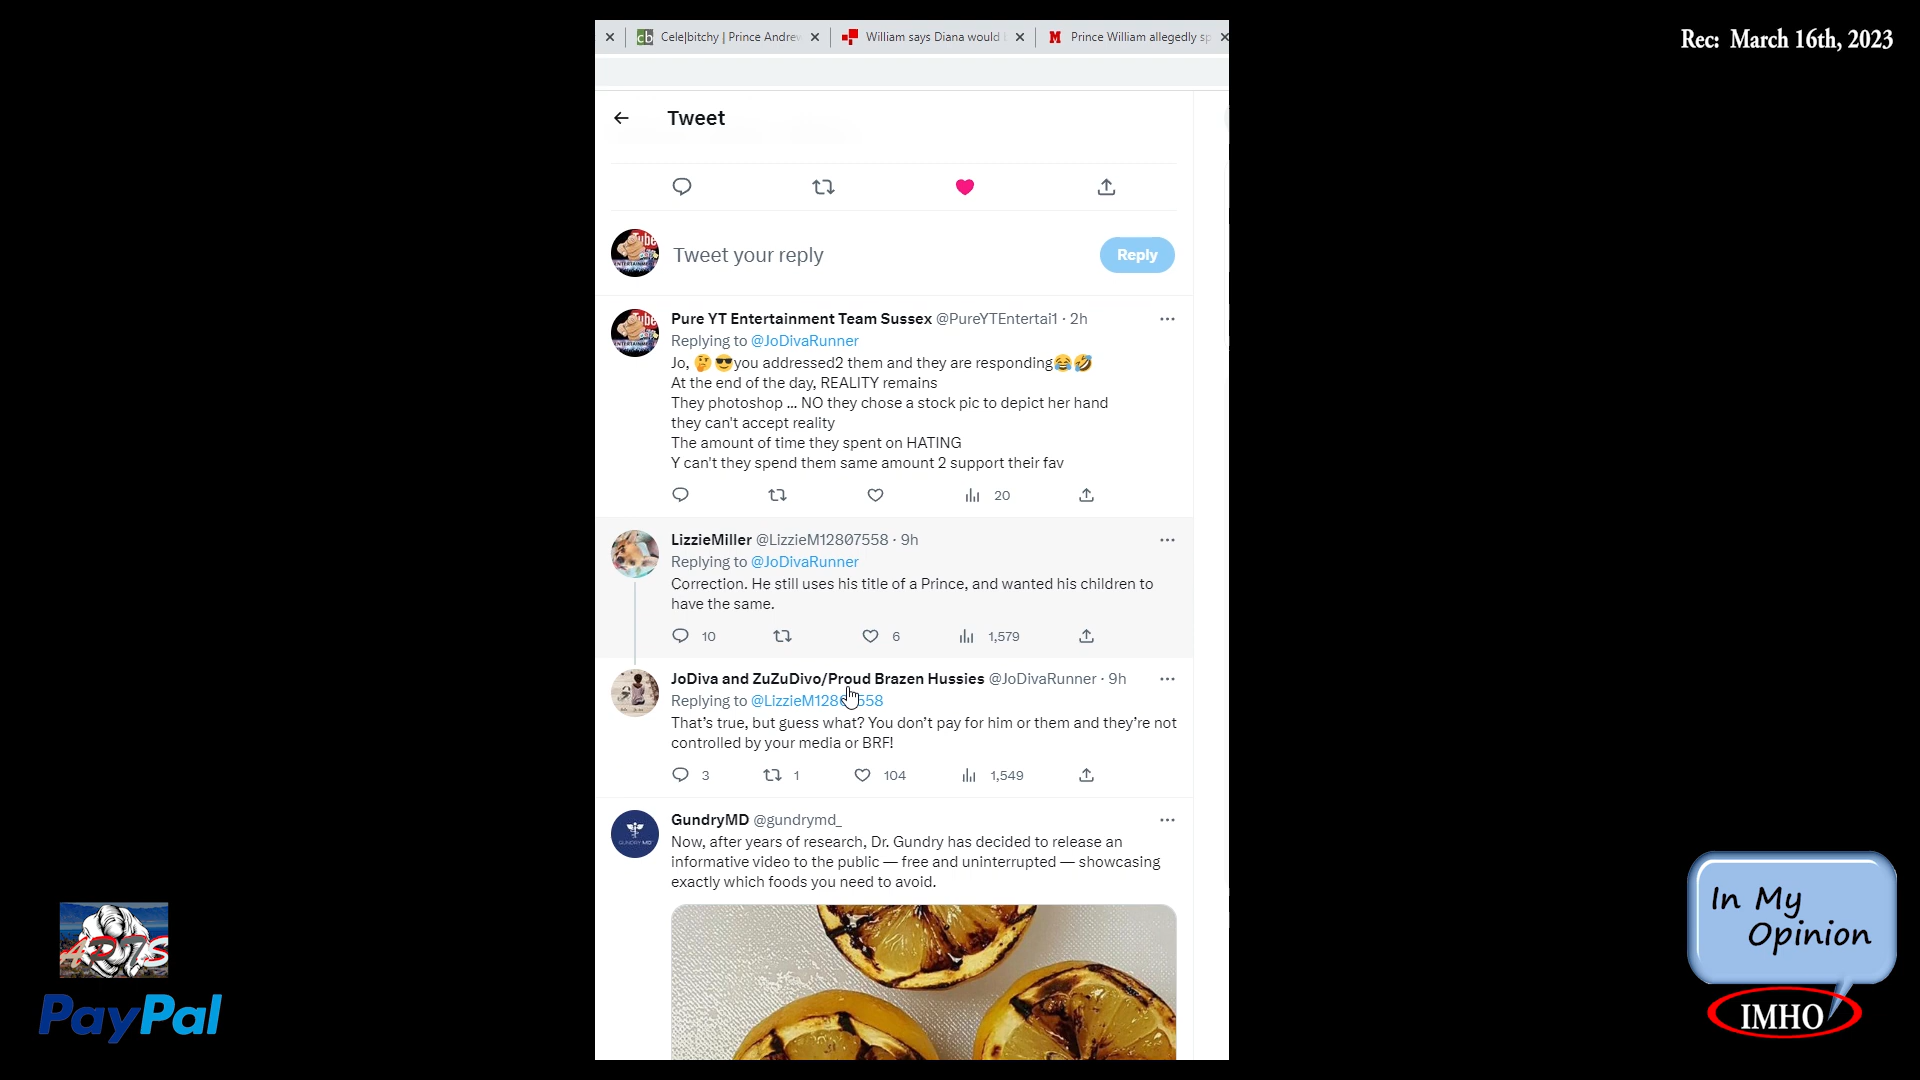 Rec: March 16th, 2023
Cele|bitchy | Prince Andrew
William says Diana would
Prince William allegedly sp
Tweet
Tweet your reply
Reply
Pure YT Entertainment Team Sussex @PureYTEntertai1 · 2h
Replying to @JoDivaRunner
Jo, 🤔😎you addressed2 them and they are responding😂🤣
At the end of the day, REALITY remains
They photoshop ... NO they chose a stock pic to depict her hand
they can't accept reality
The amount of time they spent on HATING
Y can't they spend them same amount 2 support their fav
20
LizzieMiller @LizzieM12807558 · 9h
Replying to @JoDivaRunner
Correction. He still uses his title of a Prince, and wanted his children to
have the same.
10 6 1,579
JoDiva and ZuZuDivo/Proud Brazen Hussies @JoDivaRunner · 9h
Replying to @LizzieM12807558
That's true, but guess what? You don't pay for him or them and they're not
controlled by your media or BRF!
3 1 104 1,549
GundryMD @gundrymd_
Now, after years of research, Dr. Gundry has decided to release an
informative video to the public — free and uninterrupted — showcasing
exactly which foods you need to avoid.
PayPal
In My
Opinion
IMHO